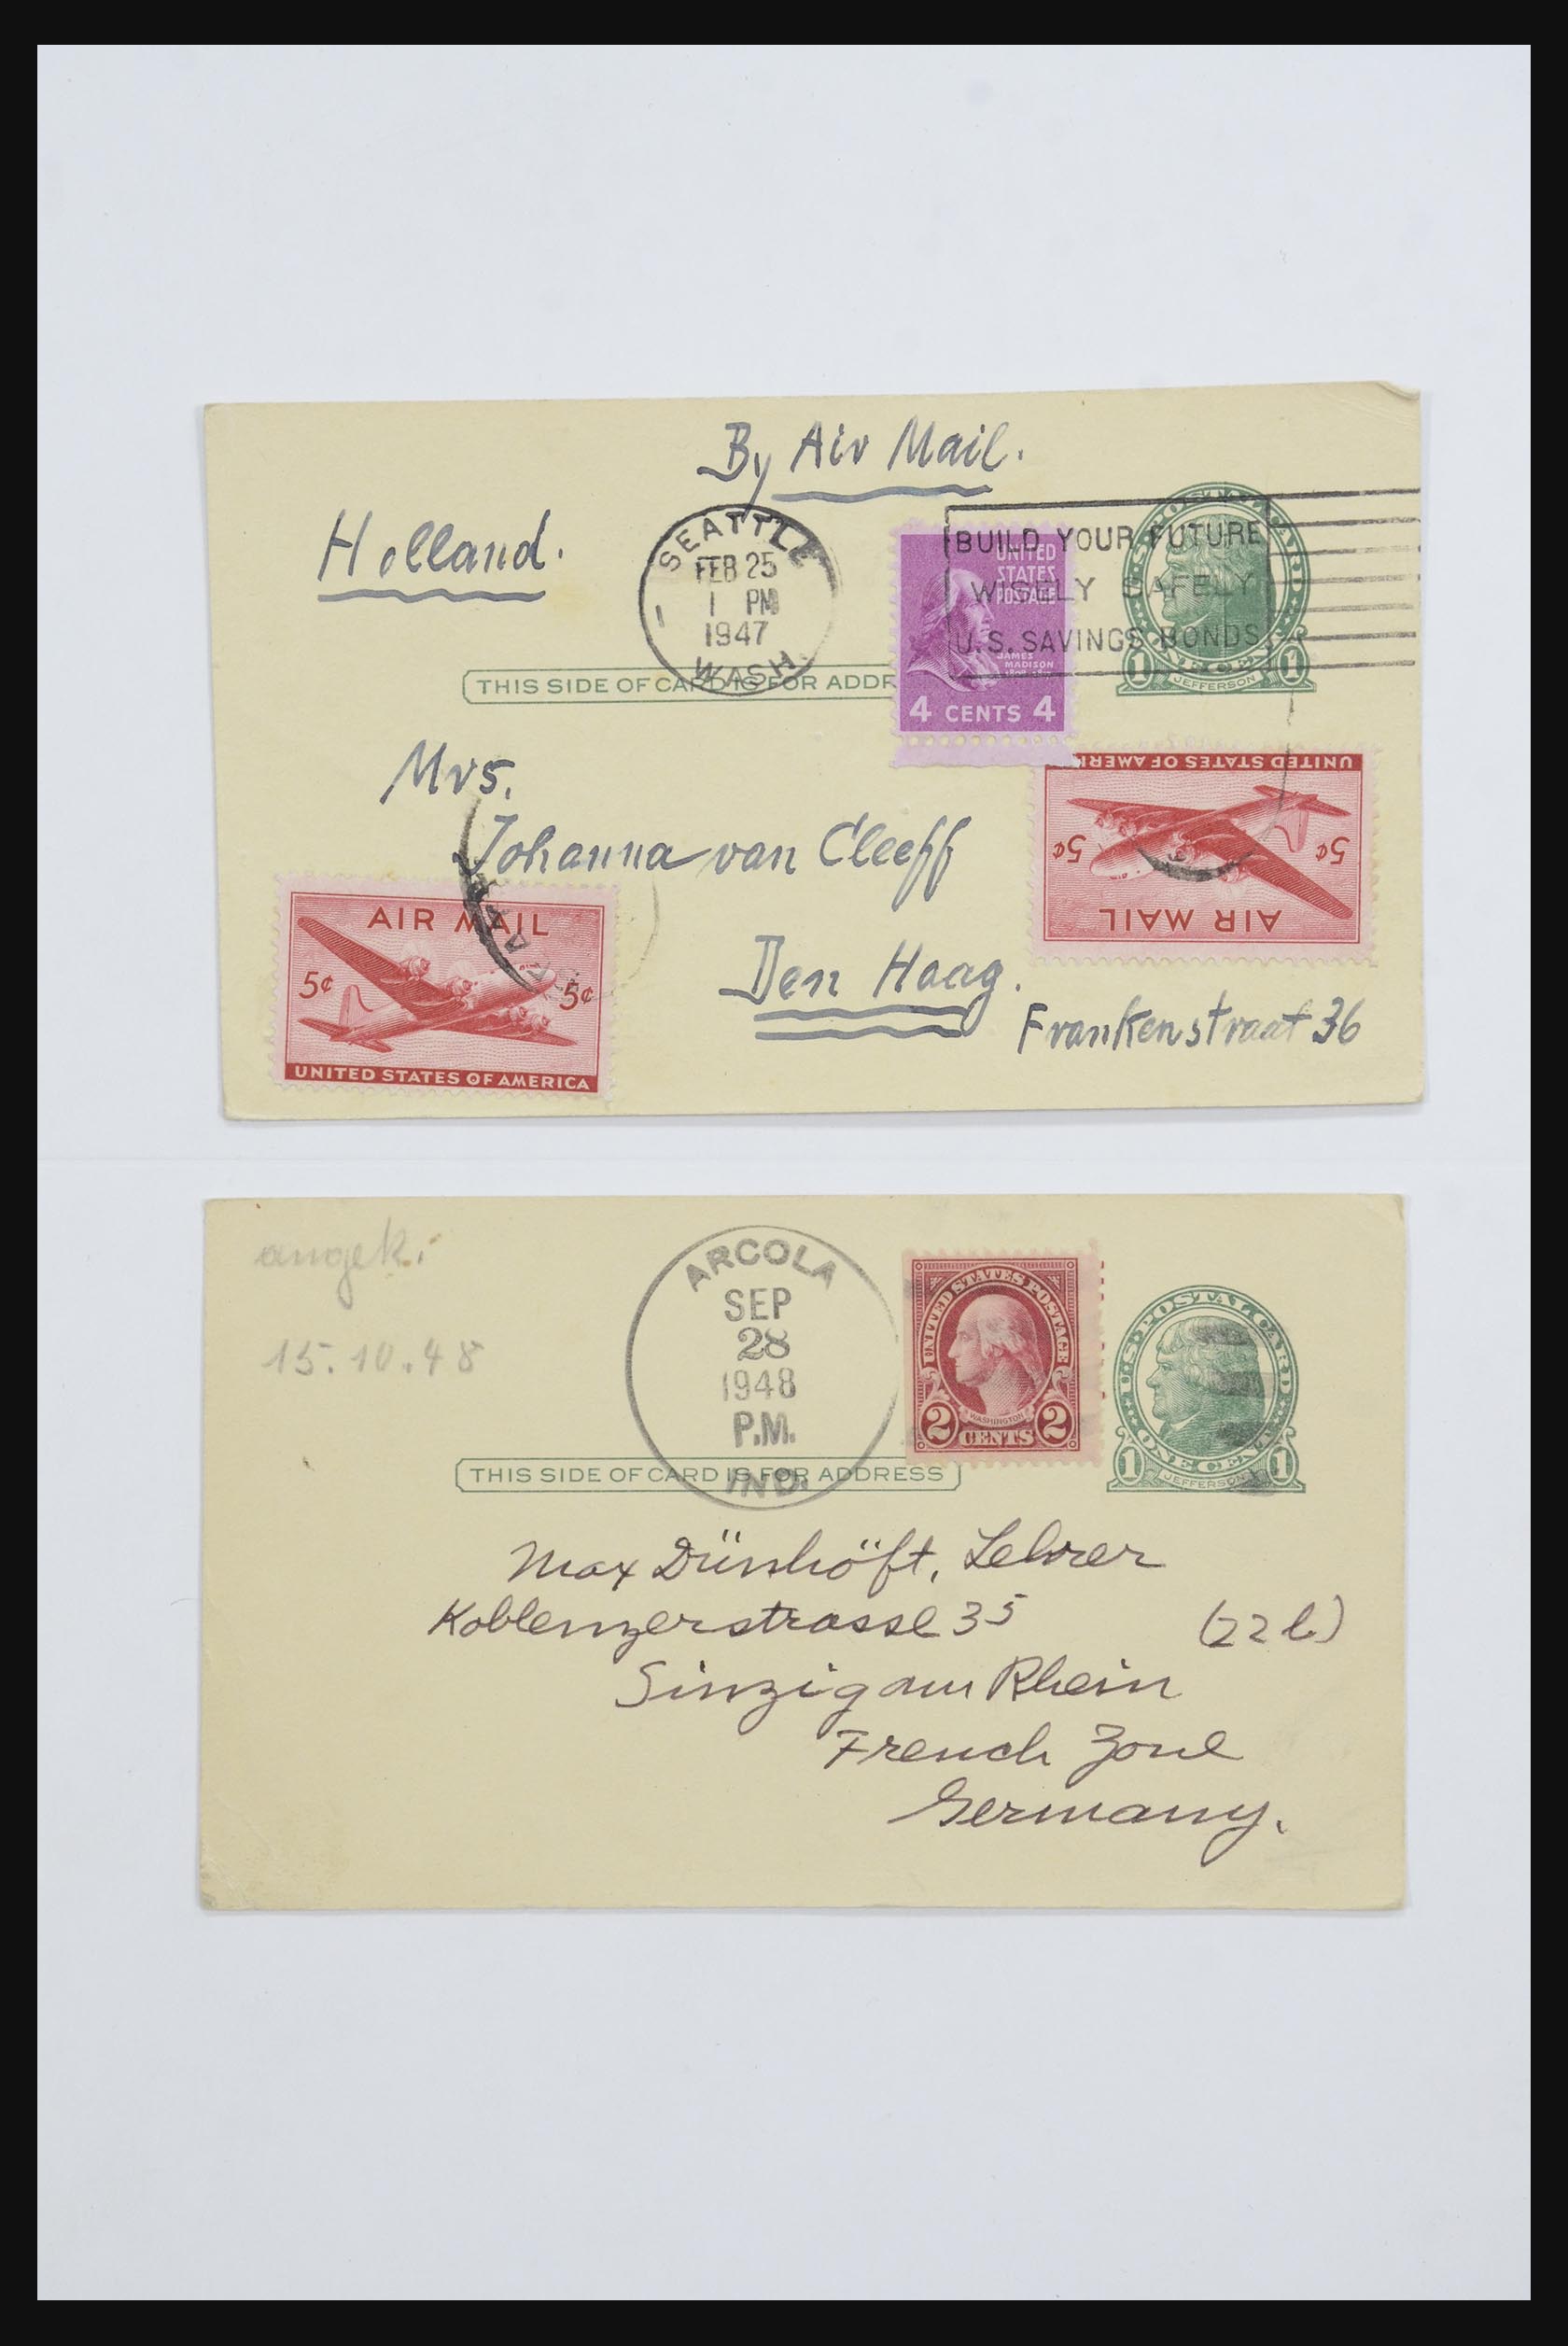 By Air Mail.
Holland.
SEATTLE
FEB 25
1 PM
1947
WASH.
BUILD YOUR FUTURE
WISELY SAFELY
U.S. SAVINGS BONDS
UNITED
STATES
POSTAGE
JAMES
MADISON
4 CENTS 4
1 JEFFERSON 1
THIS SIDE OF CARD IS FOR ADDR
Mrs.
Johanna van Cleeff
UNITED STATES OF AMERI
5¢ 5¢
AIR MAIL
AIR MAIL
5¢ 5¢
UNITED STATES OF AMERICA
Den Haag.
Frankenstraat 36
angek.
15.10.48
ARCOLA
SEP
28
1948
P.M.
IND.
UNITED STATES POSTAGE
WASHINGTON
2 CENTS 2
U.S. POSTAL CARD
1 ONE CENT 1
JEFFERSON
THIS SIDE OF CARD IS FOR ADDRESS
Max Dünhöft, Lehrer
Koblenzerstrasse 35 (22b)
Sinzig am Rhein
French Zone
Germany.